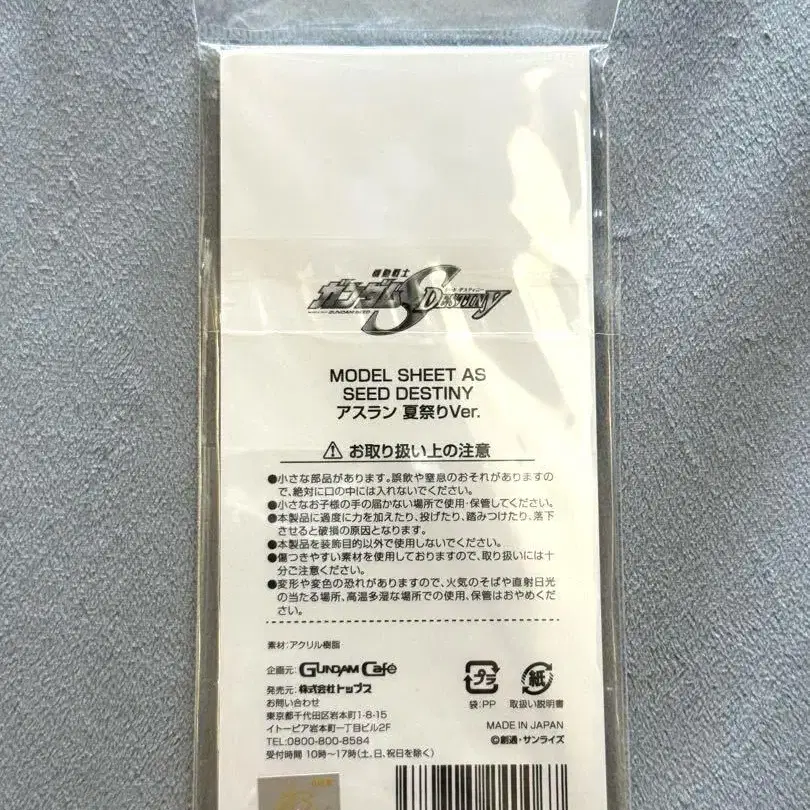 機動戦士
ガンダムSEED DESTINY
MODEL SHEET AS
SEED DESTINY
アスラン 夏祭りVer.
お取り扱い上の注意
●小さな部品があります。誤飲や窒息のおそれがありますの
で、絶対に口の中には入れないでください。
●小さなお子様の手の届かない場所で使用・保管してください。
●本製品に過度に力を加えたり、投げたり、踏みつけたり、落下
させると破損の原因となります。
●本製品を装飾目的以外で使用しないでください。
●傷つきやすい素材を使用しておりますので、取り扱いには十
分ご注意ください。
●変形や変色の恐れがありますので、火気のそばや直射日光
の当たる場所、高温多湿な場所での使用、保管はおやめくだ
さい。
素材:アクリル樹脂
企画元: GUNDAM Café
発売元: 株式会社トップス
お問い合わせ
東京都千代田区岩本町1-8-15
イトーピア岩本町一丁目ビル2F
TEL:0800-800-8584
受付時間 10時〜17時(土、日、祝日を除く)
プラ
紙
袋:PP
取扱い説明書
MADE IN JAPAN
©創通・サンライズ